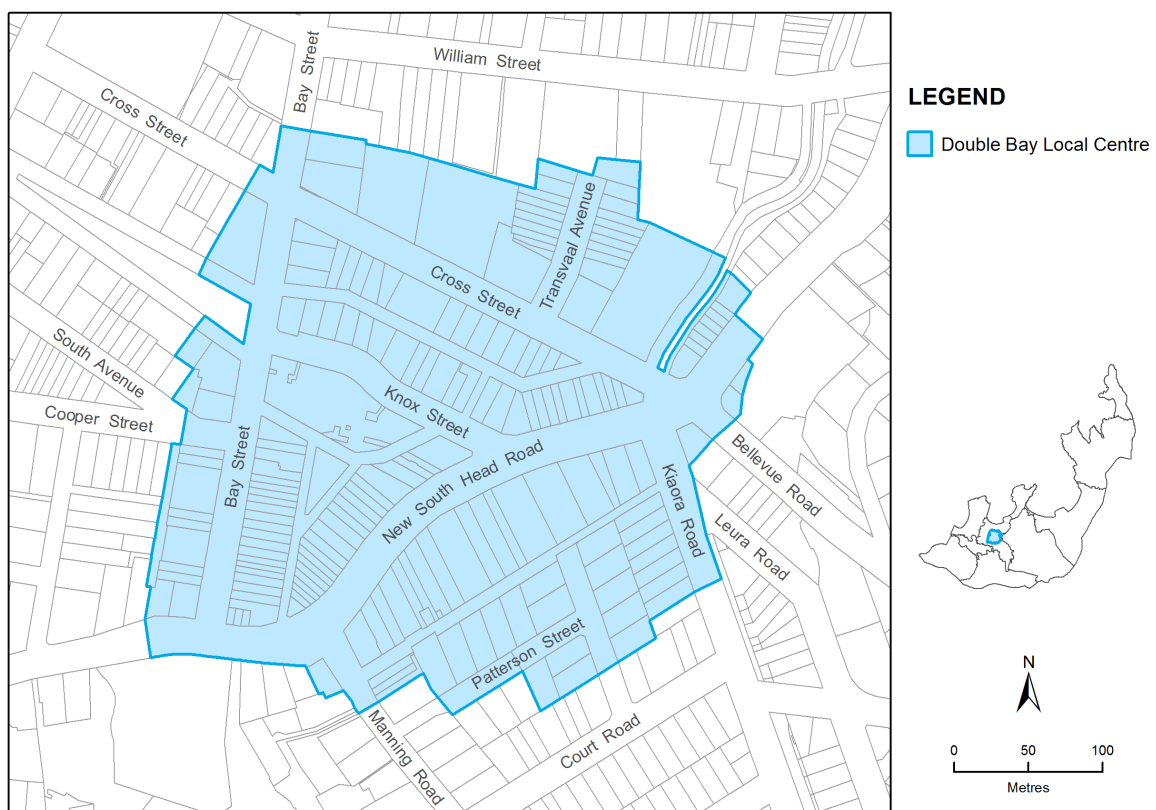 Bay Street
William Street
Cross Street
Transvaal Avenue
Cross Street
South Avenue
Cooper Street
Knox Street
Bay Street
New South Head Road
Kiaora Road
Bellevue Road
Leura Road
Patterson Street
Manning Road
Court Road
LEGEND
Double Bay Local Centre
N
0 50 100
Metres